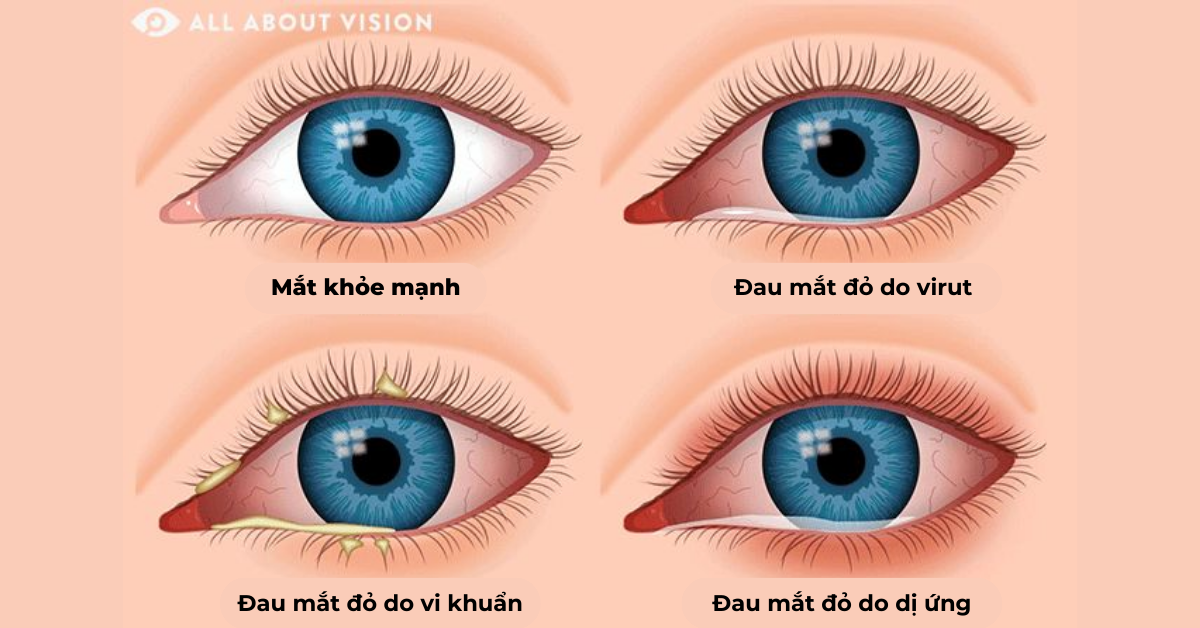 ALL ABOUT VISION
Mắt khỏe mạnh
Đau mắt đỏ do virut
Đau mắt đỏ do vi khuẩn
Đau mắt đỏ do dị ứng